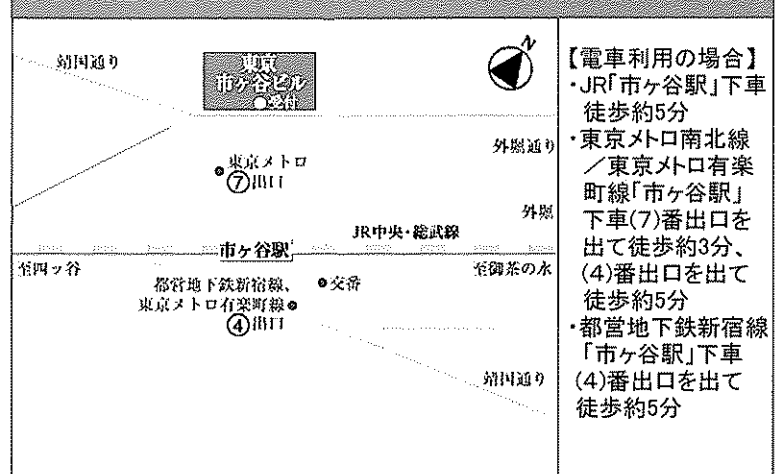 靖国通り
東京
市ヶ谷ビル
●受付
N
外堀通り
東京メトロ
⑦出口
外堀
JR中央・総武線
市ヶ谷駅
至四ッ谷
至御茶の水
都営地下鉄新宿線、
東京メトロ有楽町線
④出口
交番
靖国通り
【電車利用の場合】
・JR「市ヶ谷駅」下車
徒歩約5分
・東京メトロ南北線
／東京メトロ有楽
町線「市ヶ谷駅」
下車(7)番出口を
出て徒歩約3分、
(4)番出口を出て
徒歩約5分
・都営地下鉄新宿線
「市ヶ谷駅」下車
(4)番出口を出て
徒歩約5分